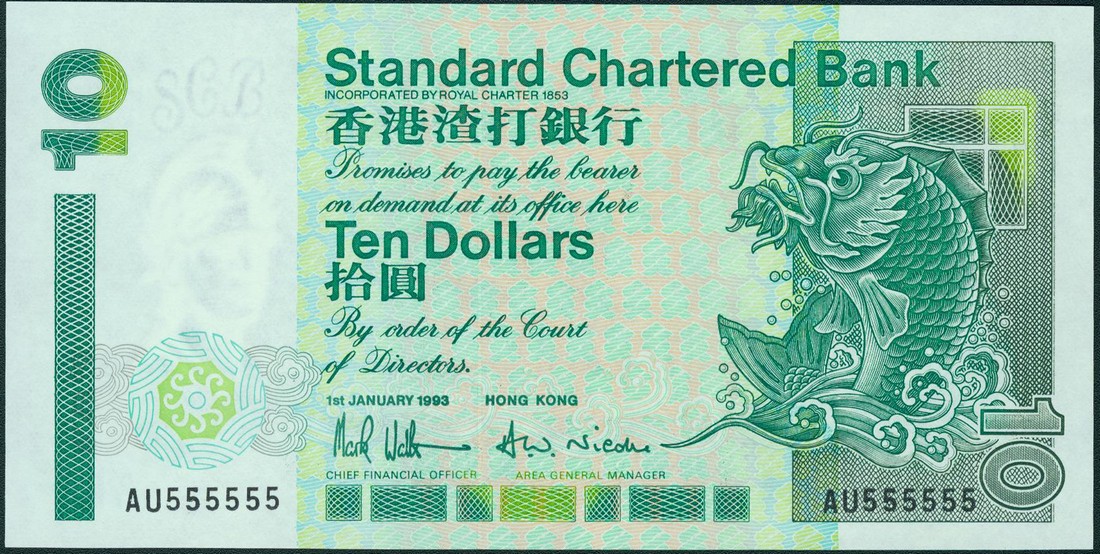 10
SCB
Standard Chartered Bank
INCORPORATED BY ROYAL CHARTER 1853
香港渣打銀行
Promises to pay the bearer
on demand at its office here
Ten Dollars
拾圓
By order of the Court
of Directors.
1st JANUARY 1993 HONG KONG
CHIEF FINANCIAL OFFICER AREA GENERAL MANAGER
AU555555 AU555555
10